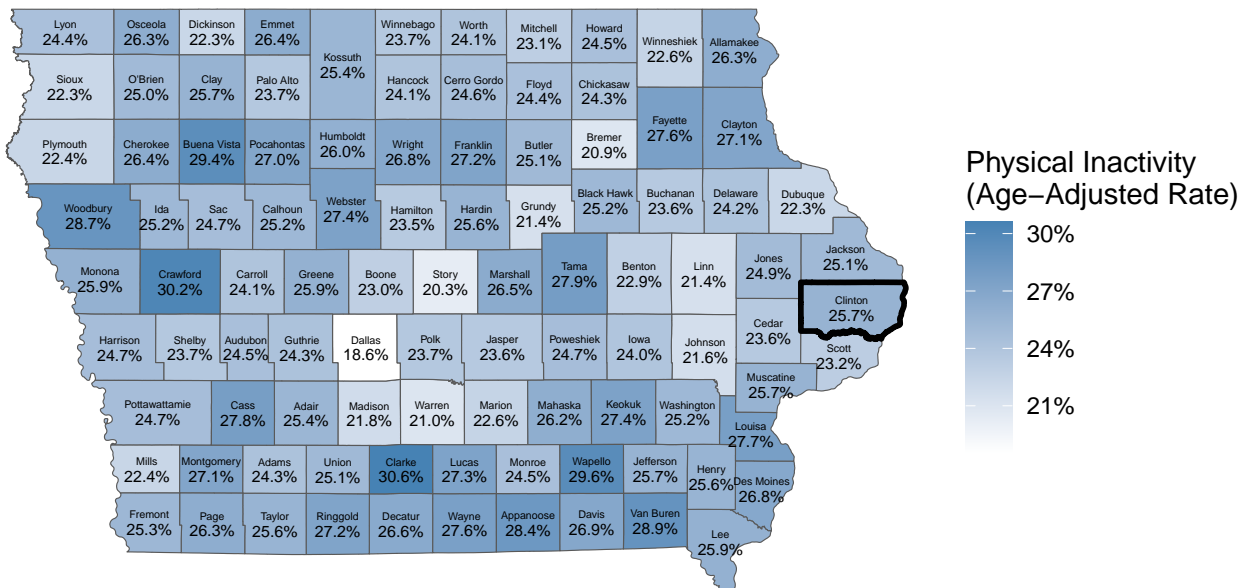 Lyon
24.4%
Osceola
26.3%
Dickinson
22.3%
Emmet
26.4%
Kossuth
25.4%
Winnebago
23.7%
Worth
24.1%
Mitchell
23.1%
Howard
24.5%
Winneshiek
22.6%
Allamakee
26.3%
Sioux
22.3%
O'Brien
25.0%
Clay
25.7%
Palo Alto
23.7%
Hancock
24.1%
Cerro Gordo
24.6%
Floyd
24.4%
Chickasaw
24.3%
Plymouth
22.4%
Cherokee
26.4%
Buena Vista
29.4%
Pocahontas
27.0%
Humboldt
26.0%
Wright
26.8%
Franklin
27.2%
Butler
25.1%
Bremer
20.9%
Fayette
27.6%
Clayton
27.1%
Woodbury
28.7%
Ida
25.2%
Sac
24.7%
Calhoun
25.2%
Webster
27.4%
Hamilton
23.5%
Hardin
25.6%
Grundy
21.4%
Black Hawk
25.2%
Buchanan
23.6%
Delaware
24.2%
Dubuque
22.3%
Monona
25.9%
Crawford
30.2%
Carroll
24.1%
Greene
25.9%
Boone
23.0%
Story
20.3%
Marshall
26.5%
Tama
27.9%
Benton
22.9%
Linn
21.4%
Jones
24.9%
Jackson
25.1%
Clinton
25.7%
Harrison
24.7%
Shelby
23.7%
Audubon
24.5%
Guthrie
24.3%
Dallas
18.6%
Polk
23.7%
Jasper
23.6%
Poweshiek
24.7%
Iowa
24.0%
Johnson
21.6%
Cedar
23.6%
Scott
23.2%
Muscatine
25.7%
Pottawattamie
24.7%
Cass
27.8%
Adair
25.4%
Madison
21.8%
Warren
21.0%
Marion
22.6%
Mahaska
26.2%
Keokuk
27.4%
Washington
25.2%
Louisa
27.7%
Mills
22.4%
Montgomery
27.1%
Adams
24.3%
Union
25.1%
Clarke
30.6%
Lucas
27.3%
Monroe
24.5%
Wapello
29.6%
Jefferson
25.7%
Henry
25.6%
Des Moines
26.8%
Fremont
25.3%
Page
26.3%
Taylor
25.6%
Ringgold
27.2%
Decatur
26.6%
Wayne
27.6%
Appanoose
28.4%
Davis
26.9%
Van Buren
28.9%
Lee
25.9%
Physical Inactivity
(Age−Adjusted Rate)
30%
27%
24%
21%